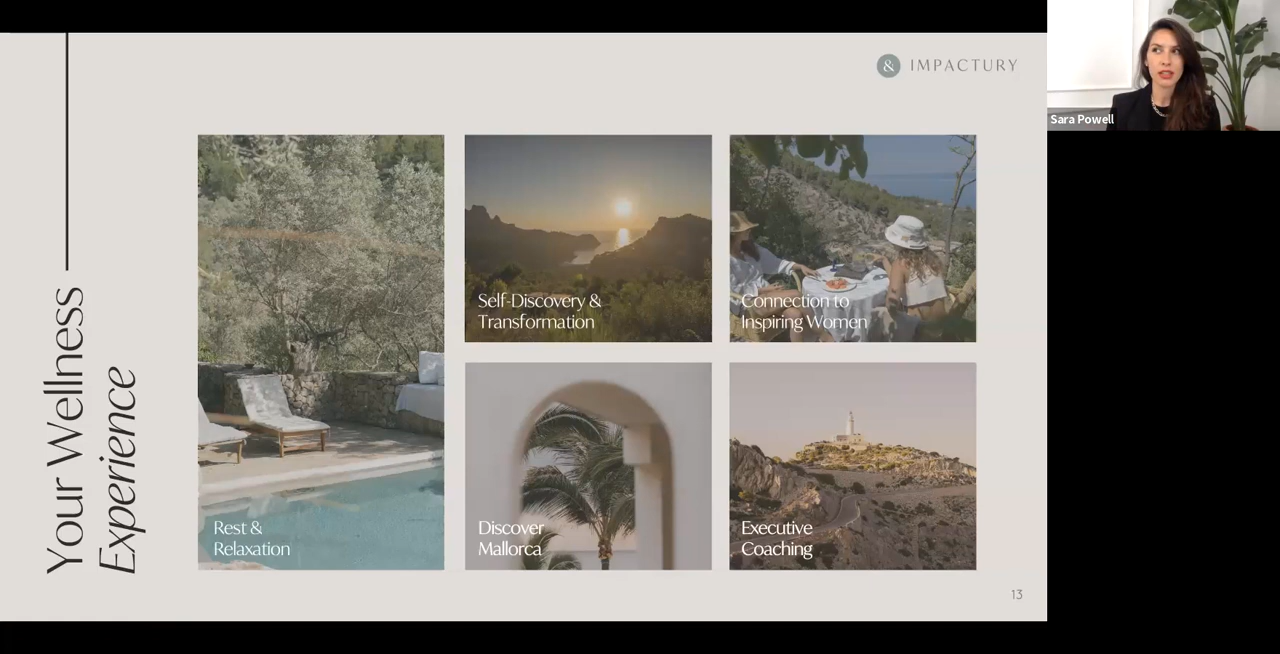 Your Wellness
Experience
& IMPACTURY
Rest &
Relaxation
Self-Discovery &
Transformation
Connection to
Inspiring Women
Discover
Mallorca
Executive
Coaching
13
Sara Powell